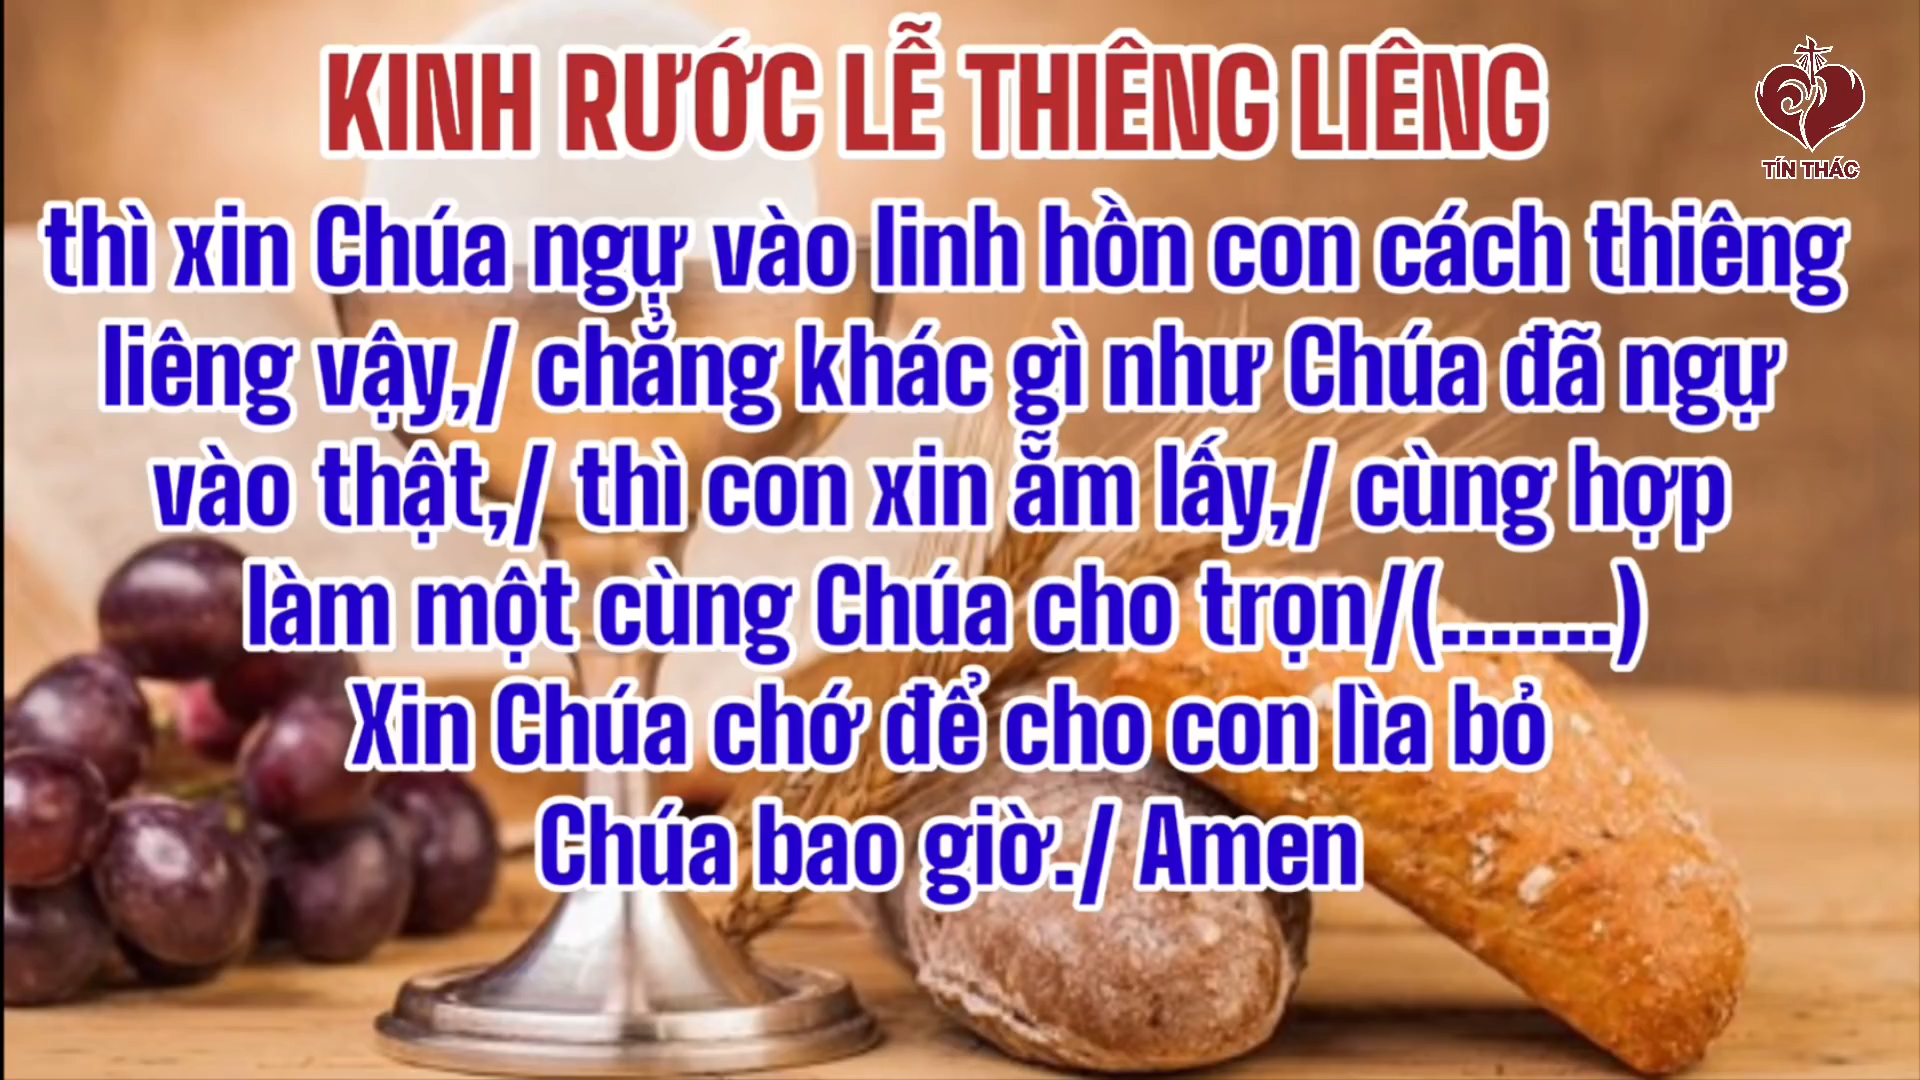 KINH RƯỚC LỄ THIÊNG LIÊNG
TÍN THÁC
thì xin Chúa ngự vào linh hồn con cách thiêng
liêng vậy,/ chẳng khác gì như Chúa đã ngự
vào thật,/ thì con xin ẵm lấy,/ cùng hợp
làm một cùng Chúa cho trọn/(.......)
Xin Chúa chớ để cho con lìa bỏ
Chúa bao giờ./ Amen